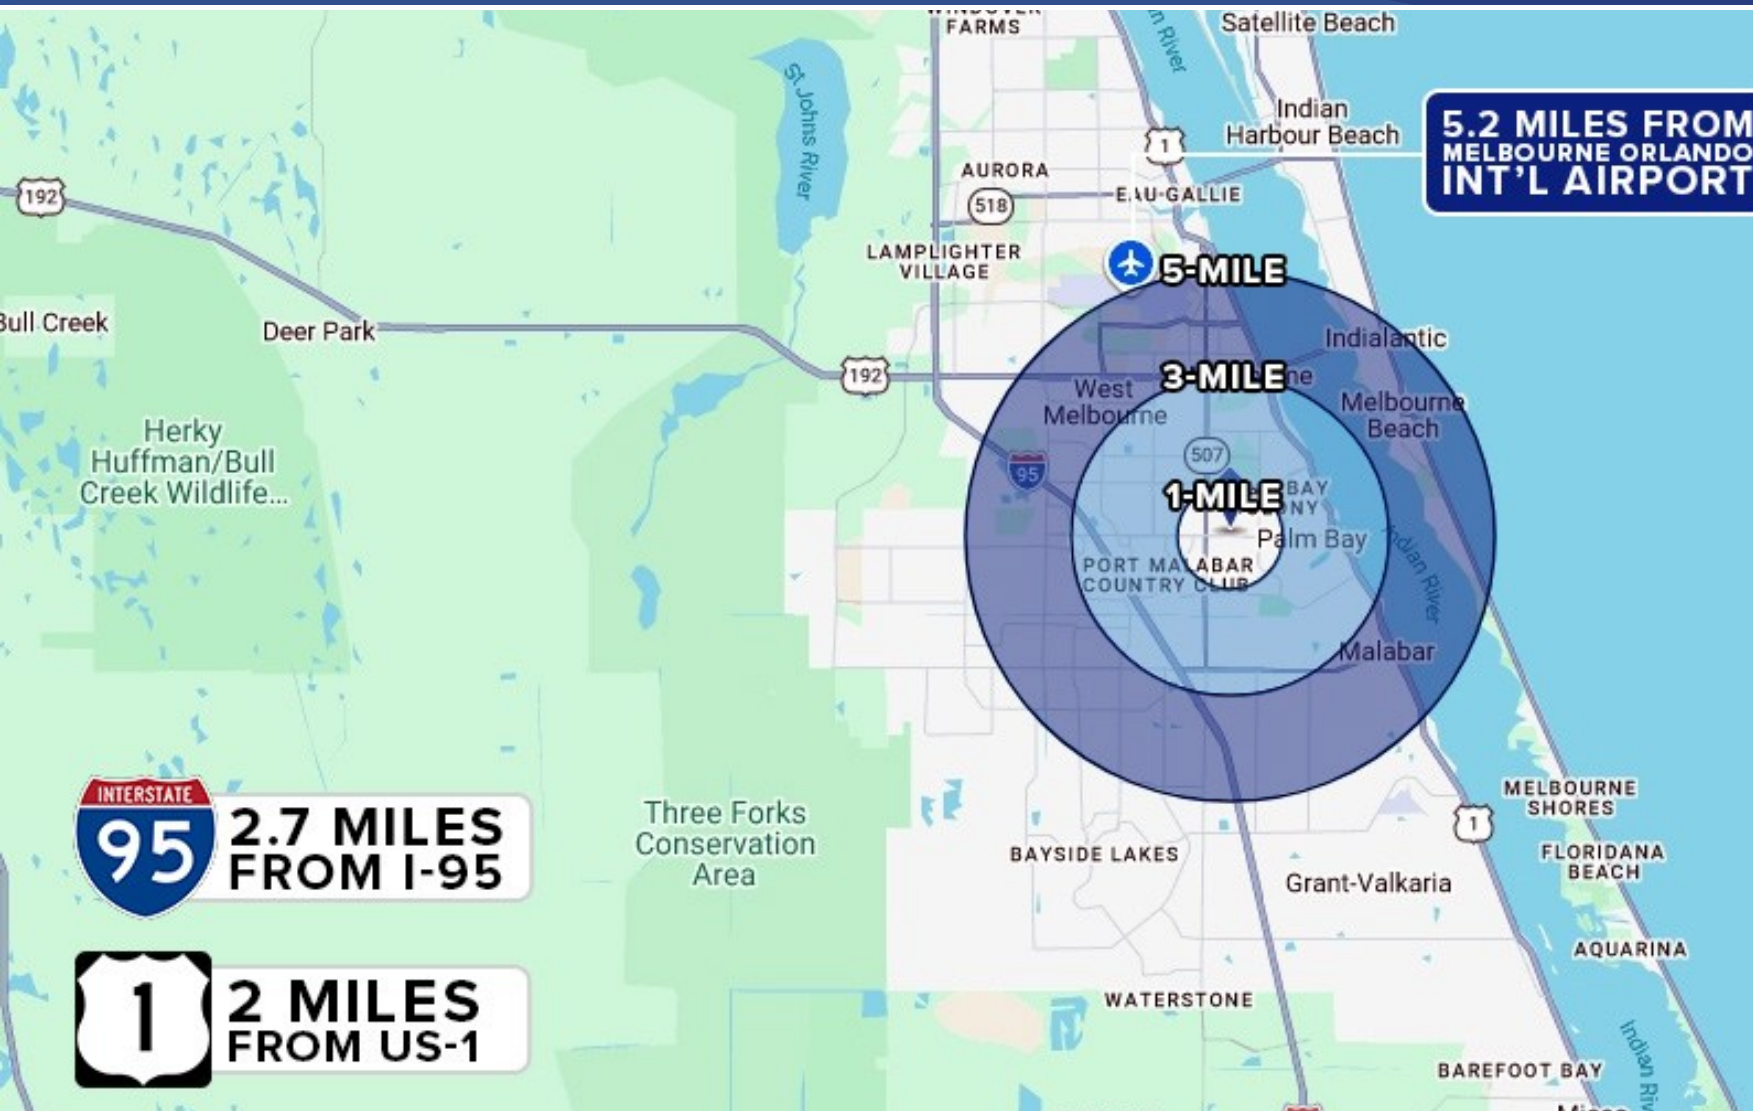 WINDOVER
FARMS
Satellite Beach
St Johns River
Indian
Harbour Beach
5.2 MILES FROM
MELBOURNE ORLANDO
INT'L AIRPORT
1
AURORA
518
EAU GALLIE
192
LAMPLIGHTER
VILLAGE
5-MILE
Bull Creek
Deer Park
Indialantic
192
3-MILE
West
Melbourne
Melbourne
Beach
Herky
Huffman/Bull
Creek Wildlife...
507
95
1-MILE
BAY
Palm Bay
Indian River
PORT MALABAR
COUNTRY CLUB
Malabar
INTERSTATE
95
2.7 MILES
FROM I-95
Three Forks
Conservation
Area
MELBOURNE
SHORES
1
BAYSIDE LAKES
FLORIDANA
BEACH
Grant-Valkaria
AQUARINA
1
2 MILES
FROM US-1
WATERSTONE
Indian Riv
BAREFOOT BAY